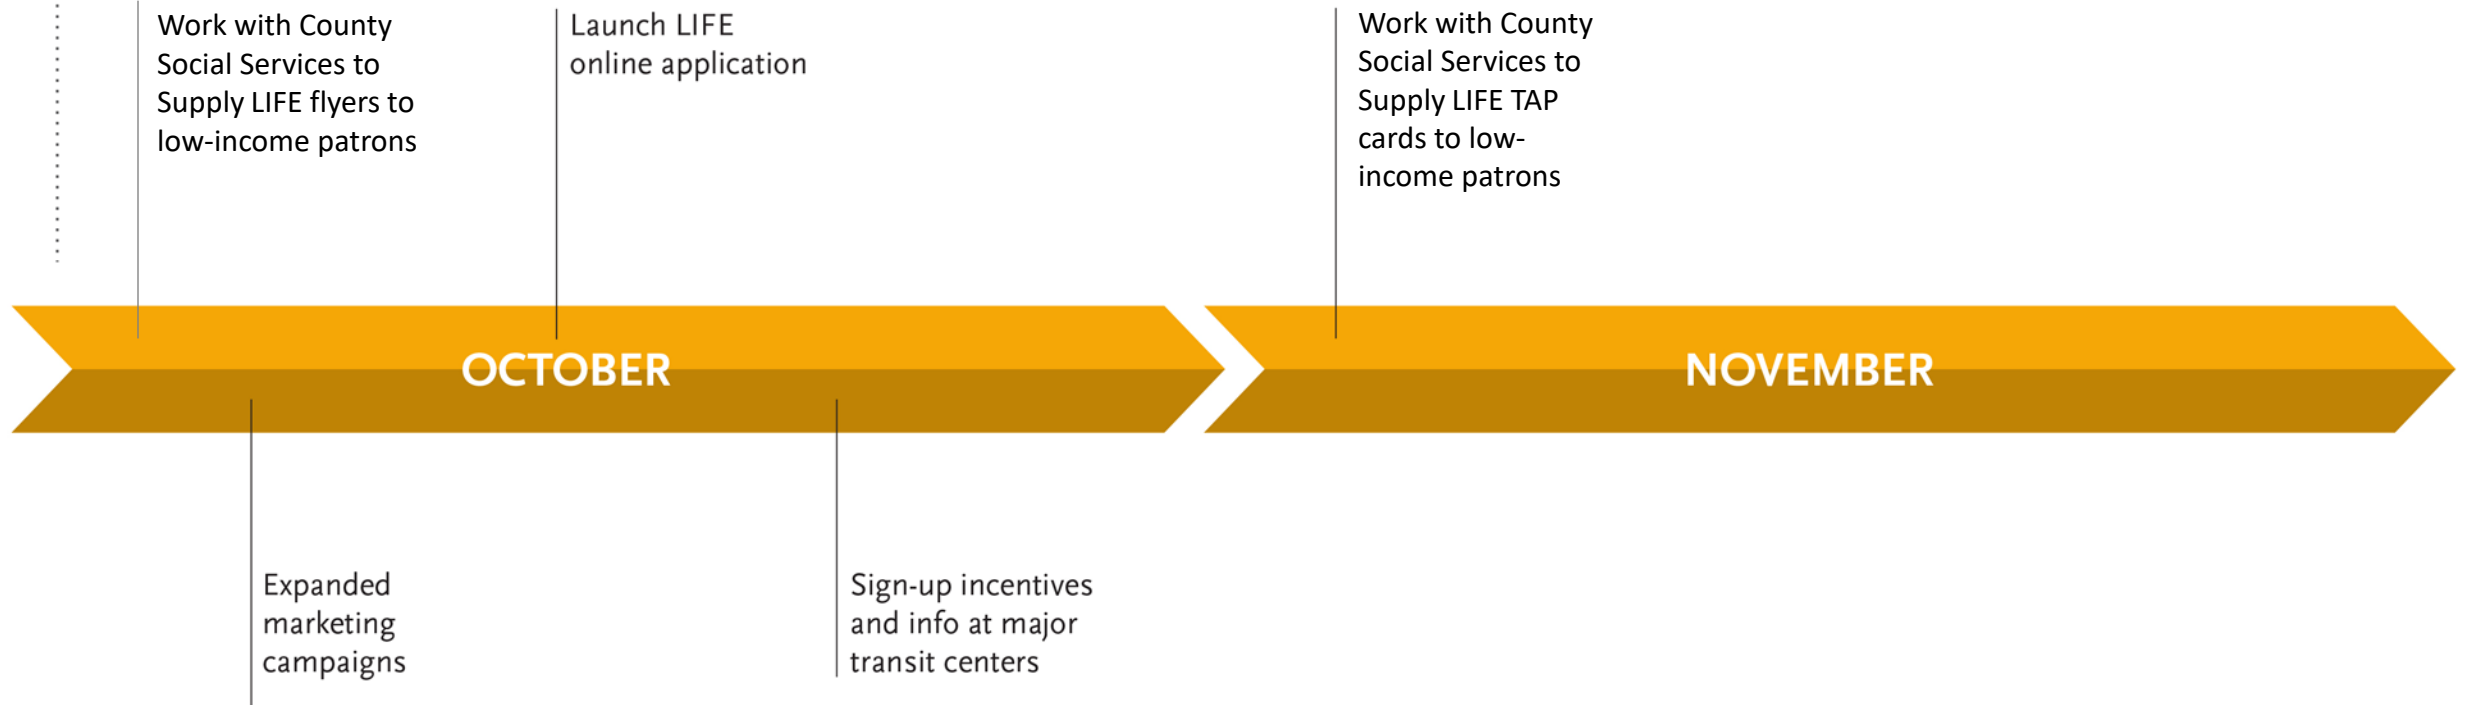 Work with County
Social Services to
Supply LIFE flyers to
low-income patrons
Launch LIFE
online application
Work with County
Social Services to
Supply LIFE TAP
cards to low-
income patrons
OCTOBER
NOVEMBER
Expanded
marketing
campaigns
Sign-up incentives
and info at major
transit centers